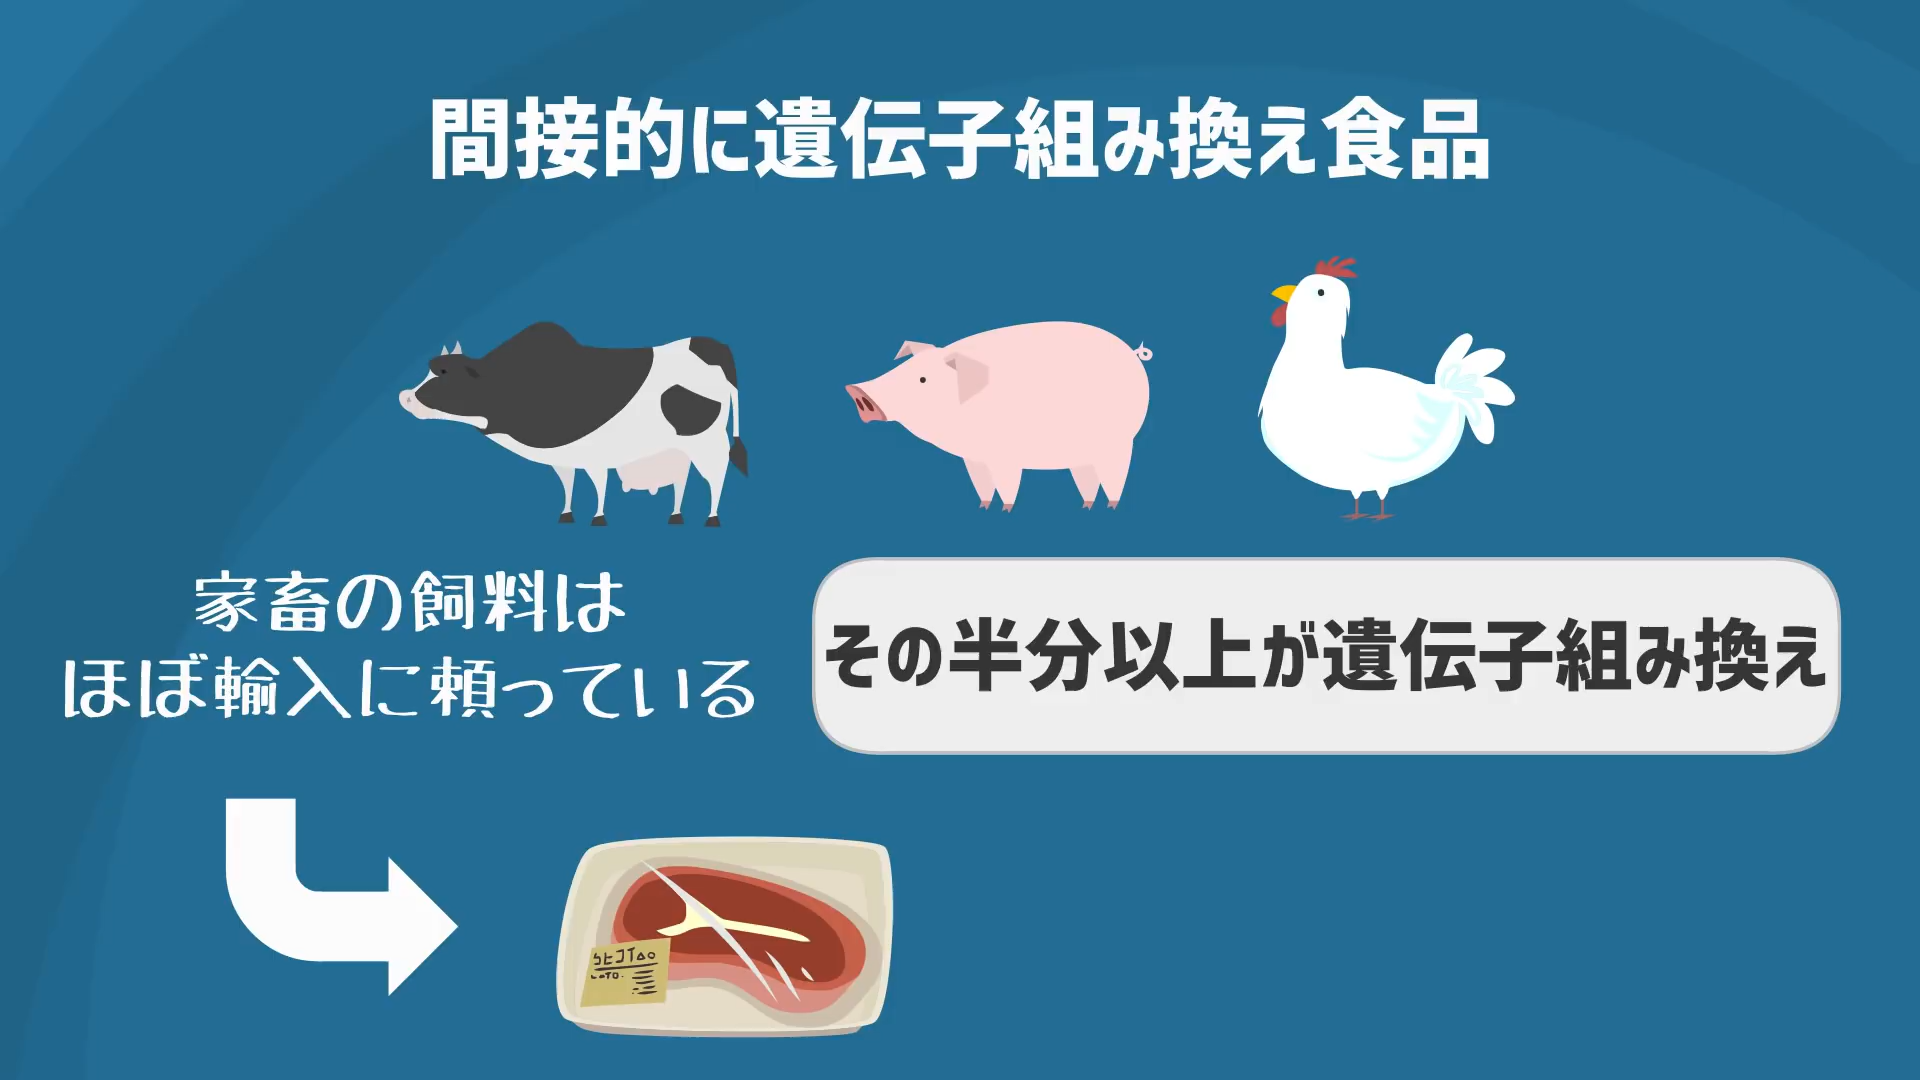 間接的に遺伝子組み換え食品
家畜の飼料は
ほぼ輸入に頼っている
その半分以上が遺伝子組み換え